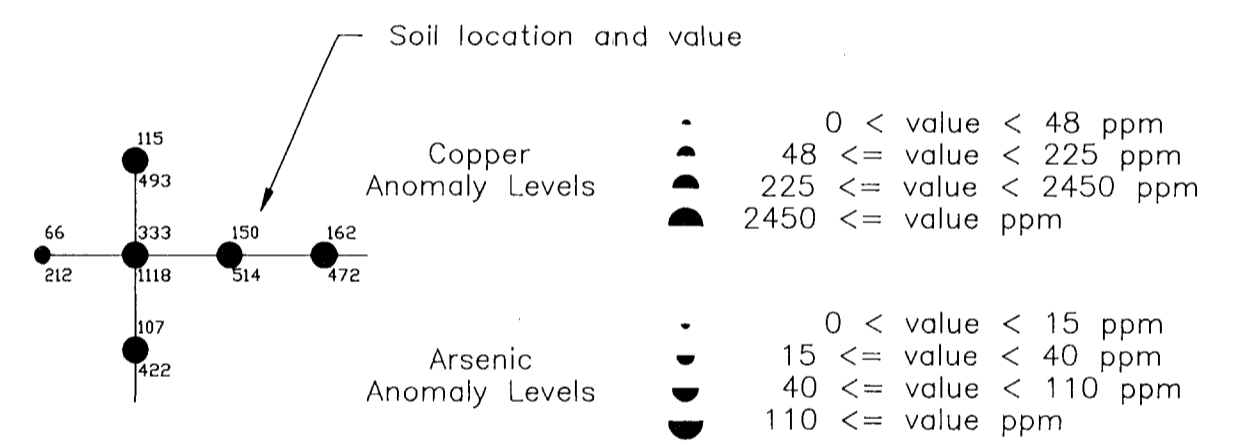 Soil location and value
115
493
66
333
150
162
212
1118
514
472
107
422
Copper
Anomaly Levels
0 < value < 48 ppm
48 <= value < 225 ppm
225 <= value < 2450 ppm
2450 <= value ppm
Arsenic
Anomaly Levels
0 < value < 15 ppm
15 <= value < 40 ppm
40 <= value < 110 ppm
110 <= value ppm